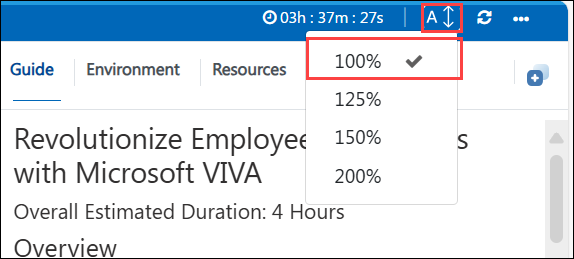 03h : 37m : 27s A
Guide Environment Resources
100%
125%
150%
200%
Revolutionize Employee s
with Microsoft VIVA
Overall Estimated Duration: 4 Hours
Overview